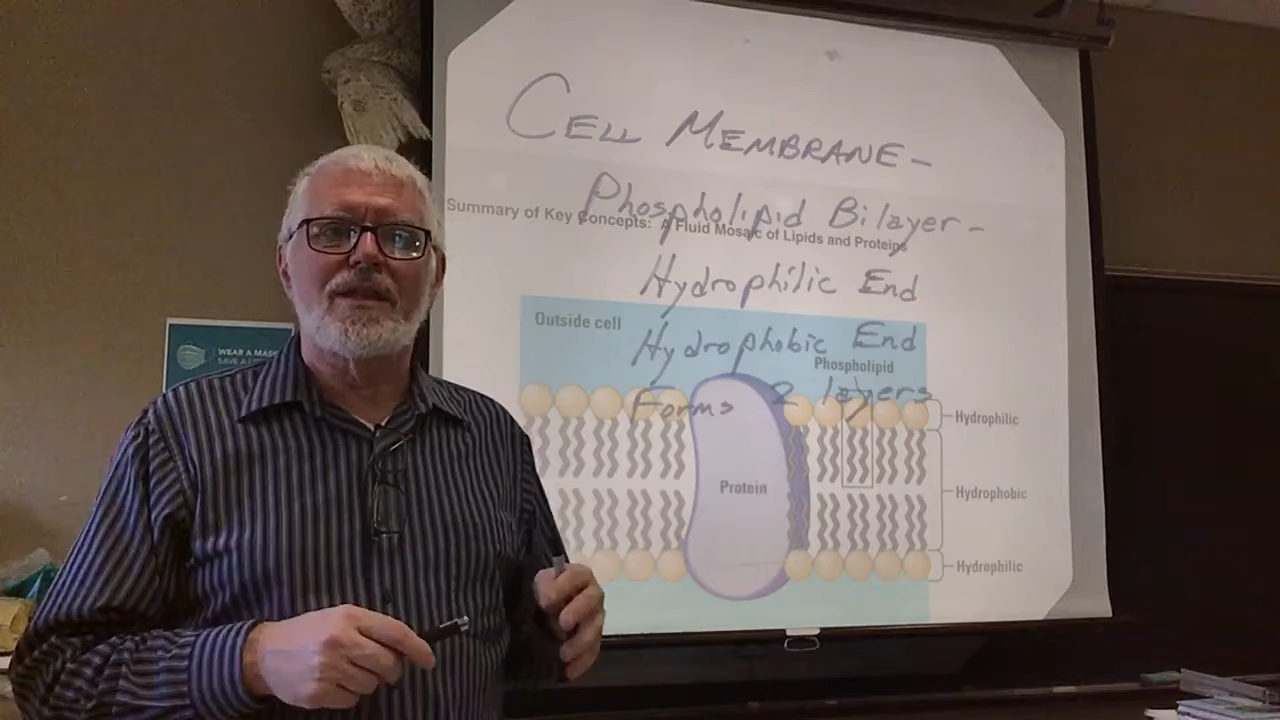 CELL MEMBRANE-
Phospholipid Bilayer-
Summary of Key Concepts: A Fluid Mosaic of Lipids and Proteins
Hydrophilic End
Outside cell
Hydrophobic End
Phospholipid
Forms 2 layers
Hydrophilic
Protein
Hydrophobic
Hydrophilic
WEAR A MASK
SAVE A